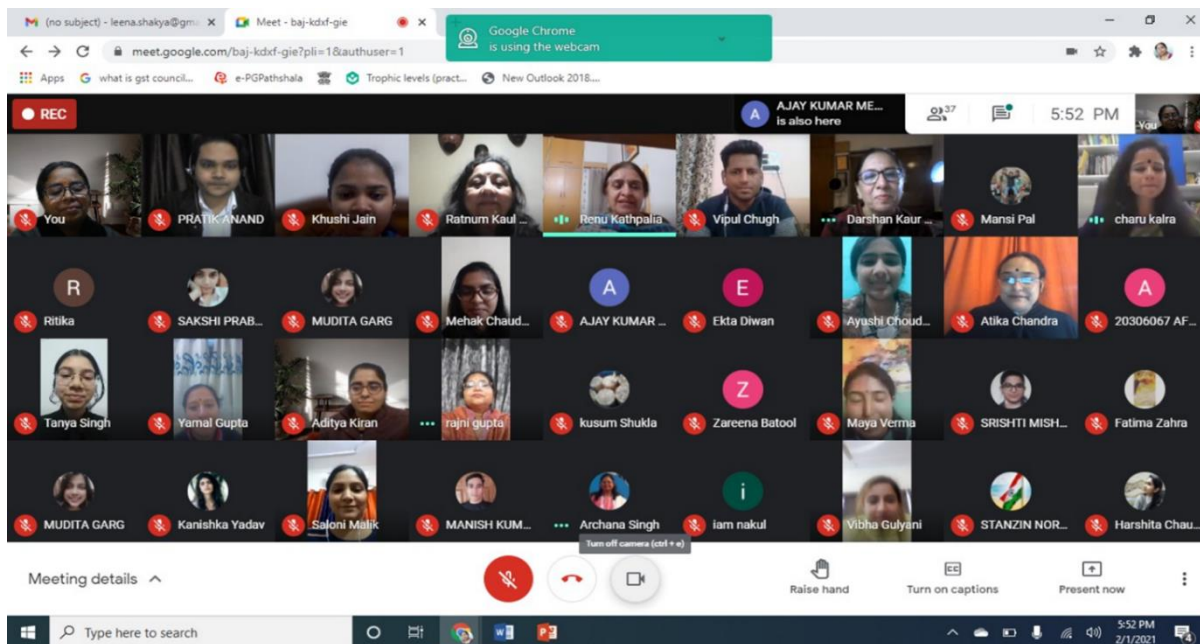 (no subject) - leena.shakya@gma
Meet - baj-kdxf-gie
Google Chrome
is using the webcam
meet.google.com/baj-kdxf-gie?pli=1&authuser=1
Apps
what is gst council...
e-PGPathshala
Trophic levels (pract...
New Outlook 2018....
REC
A
AJAY KUMAR ME...
is also here
37
5:52 PM
You
You
PRATIK ANAND
Khushi Jain
Ratnum Kaul ...
Renu Kathpalia
Vipul Chugh
Darshan Kaur ...
Mansi Pal
charu kalra
R
A
E
A
Ritika
SAKSHI PRAB...
MUDITA GARG
Mehak Chaud...
AJAY KUMAR ...
Ekta Diwan
Ayushi Choud...
Atika Chandra
20306067 AF...
Z
Tanya Singh
Yamal Gupta
Aditya Kiran
rajni gupta
kusum Shukla
Zareena Batool
Maya Verma
SRISHTI MISH...
Fatima Zahra
i
MUDITA GARG
Kanishka Yadav
Saloni Malik
MANISH KUM...
Archana Singh
iam nakul
Vibha Gulyani
STANZIN NOR...
Harshita Chau...
Turn off camera (ctrl + e)
Meeting details
Raise hand
CC
Turn on captions
Present now
Type here to search
5:52 PM
2/1/2021